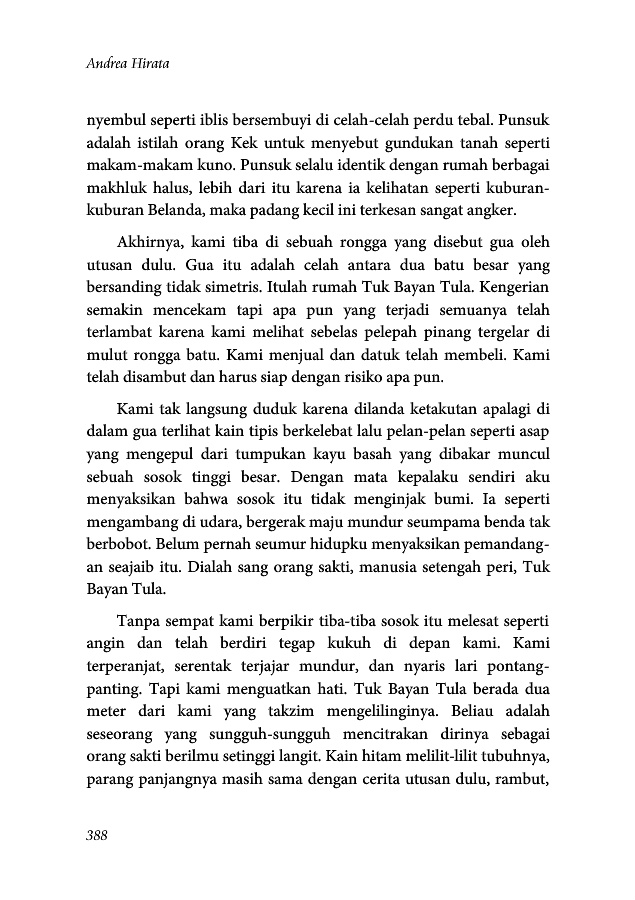 Andrea Hirata
nyembul seperti iblis bersembuyi di celah-celah perdu tebal. Punsuk
adalah istilah orang Kek untuk menyebut gundukan tanah seperti
makam-makam kuno. Punsuk selalu identik dengan rumah berbagai
makhluk halus, lebih dari itu karena ia kelihatan seperti kuburan-
kuburan Belanda, maka padang kecil ini terkesan sangat angker.
Akhirnya, kami tiba di sebuah rongga yang disebut gua oleh
utusan dulu. Gua itu adalah celah antara dua batu besar yang
bersanding tidak simetris. Itulah rumah Tuk Bayan Tula. Kengerian
semakin mencekam tapi apa pun yang terjadi semuanya telah
terlambat karena kami melihat sebelas pelepah pinang tergelar di
mulut rongga batu. Kami menjual dan datuk telah membeli. Kami
telah disambut dan harus siap dengan risiko apa pun.
Kami tak langsung duduk karena dilanda ketakutan apalagi di
dalam gua terlihat kain tipis berkelebat lalu pelan-pelan seperti asap
yang mengepul dari tumpukan kayu basah yang dibakar muncul
sebuah sosok tinggi besar. Dengan mata kepalaku sendiri aku
menyaksikan bahwa sosok itu tidak menginjak bumi. Ia seperti
mengambang di udara, bergerak maju mundur seumpama benda tak
berbobot. Belum pernah seumur hidupku menyaksikan pemandang-
an seajaib itu. Dialah sang orang sakti, manusia setengah peri, Tuk
Bayan Tula.
Tanpa sempat kami berpikir tiba-tiba sosok itu melesat seperti
angin dan telah berdiri tegap kukuh di depan kami. Kami
terperanjat, serentak terjajar mundur, dan nyaris lari pontang-
panting. Tapi kami menguatkan hati. Tuk Bayan Tula berada dua
meter dari kami yang takzim mengelilinginya. Beliau adalah
seseorang yang sungguh-sungguh mencitrakan dirinya sebagai
orang sakti berilmu setinggi langit. Kain hitam melilit-lilit tubuhnya,
parang panjangnya masih sama dengan cerita utusan dulu, rambut,
388